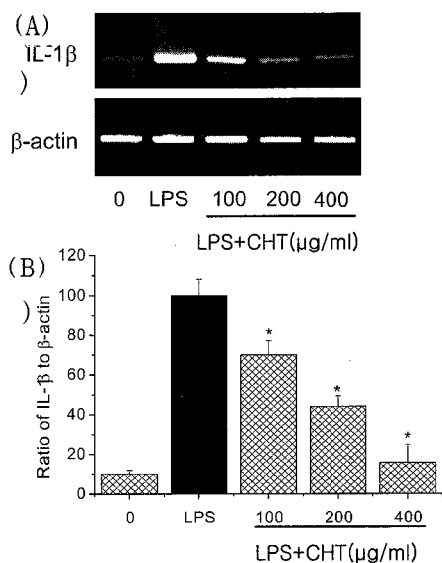 (A)
IL-1β
)
β-actin
0 LPS 100 200 400
LPS+CHT(μg/ml)
(B)
)
120
100
80
60
40
20
0
Ratio of IL-1β to β-actin
*
*
*
0 LPS 100 200 400
LPS+CHT(μg/ml)